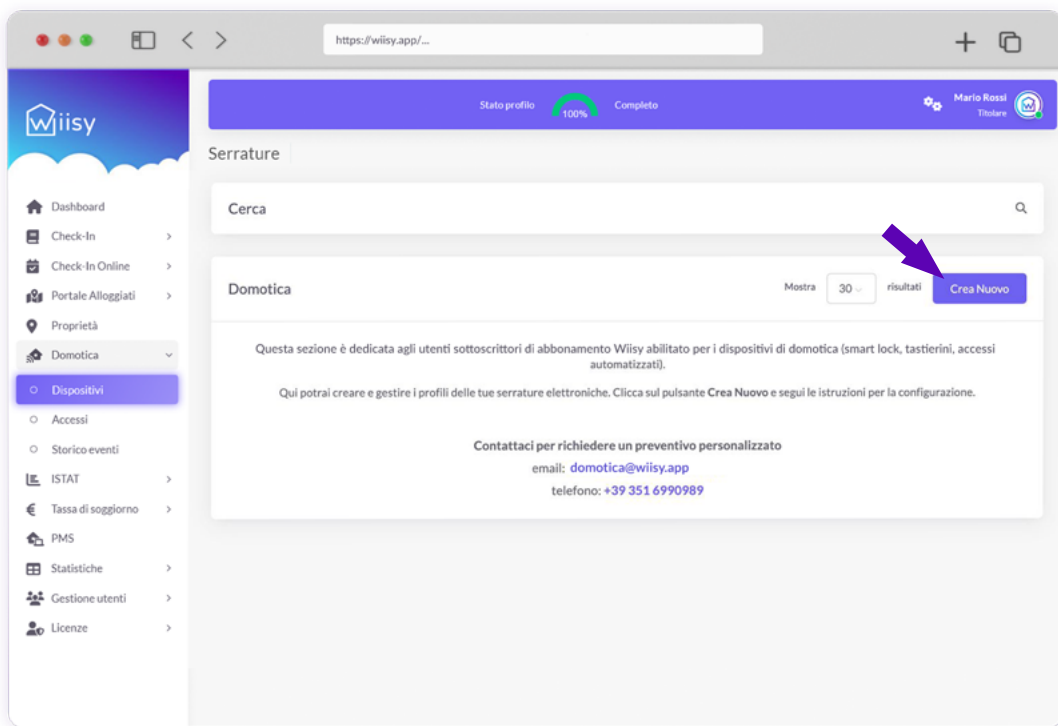 https://wiisy.app/...
Wiisy
Stato profilo 100% Completo
Mario Rossi
Titolare
Serrature
Dashboard
Check-In
Check-In Online
Portale Alloggiati
Proprietà
Domotica
Dispositivi
Accessi
Storico eventi
ISTAT
Tassa di soggiorno
PMS
Statistiche
Gestione utenti
Licenze
Cerca
Domotica
Mostra 30 risultati Crea Nuovo
Questa sezione è dedicata agli utenti sottoscrittori di abbonamento Wiisy abilitato per i dispositivi di domotica (smart lock, tastierini, accessi
automatizzati).
Qui potrai creare e gestire i profili delle tue serrature elettroniche. Clicca sul pulsante Crea Nuovo e segui le istruzioni per la configurazione.
Contattaci per richiedere un preventivo personalizzato
email: domotica@wiisy.app
telefono: +39 351 6990989